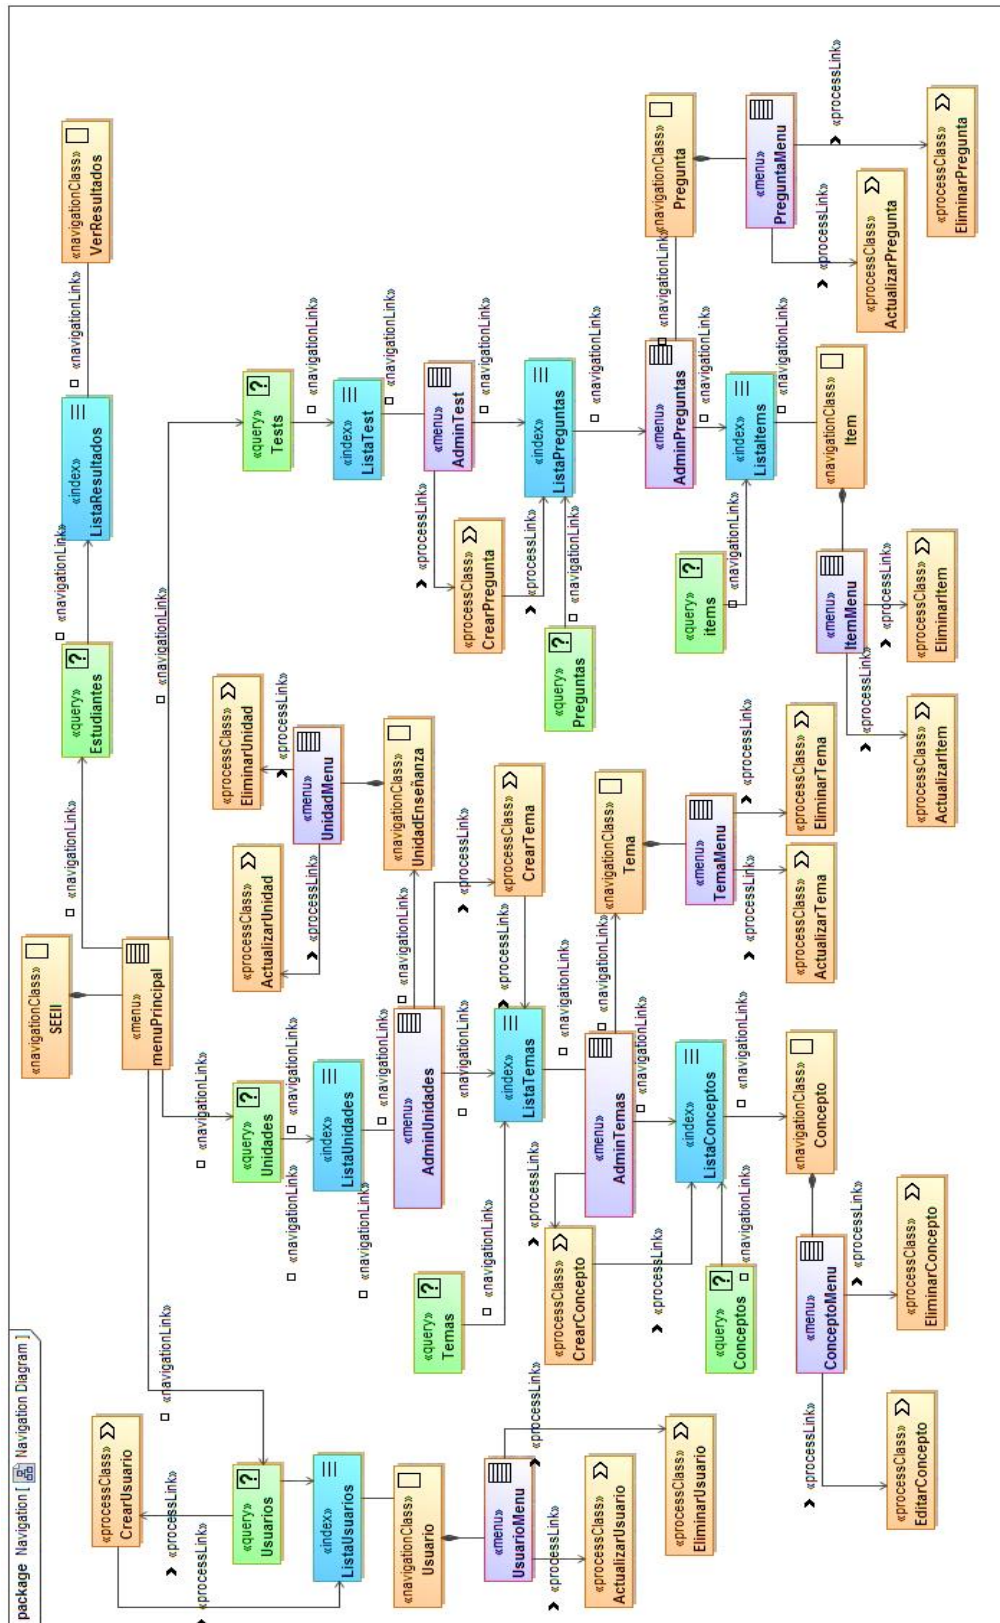 package Navigation [ Navigation Diagram ]
«navigationClass»
SEEII
«navigationClass»
VerResultados
«processClass»
CrearUsuario
«menu»
menuPrincipal
«query»
Estudiantes
«index»
ListaResultados
«navigationLink»
«navigationLink»
«navigationLink»
«processLink»
«processLink»
«navigationLink»
«navigationLink»
«navigationLink»
«query»
Usuarios
«query»
Unidades
«processClass»
ActualizarUnidad
«processClass»
EliminarUnidad
«query»
Tests
«navigationLink»
«navigationLink»
«processLink»
«processLink»
«navigationLink»
«index»
ListaUsuarios
«index»
ListaUnidades
«menu»
UnidadMenu
«index»
ListaTest
«navigationLink»
«navigationLink»
«navigationLink»
«navigationLink»
«navigationClass»
Usuario
«menu»
AdminUnidades
«navigationClass»
UnidadEnseñanza
«menu»
AdminTest
«processLink»
«navigationLink»
«processLink»
«navigationLink»
«query»
Temas
«processClass»
CrearPregunta
«menu»
UsuarioMenu
«navigationLink»
«index»
ListaTemas
«processLink»
«processClass»
CrearTema
«processLink»
«index»
ListaPreguntas
«processLink»
«processLink»
«processLink»
«navigationLink»
«navigationLink»
«query»
Preguntas
«navigationLink»
«processClass»
CrearConcepto
«processClass»
ActualizarUsuario
«menu»
AdminTemas
«navigationLink»
«navigationClass»
Tema
«processLink»
«navigationLink»
«menu»
AdminPreguntas
«navigationLink»
«navigationClass»
Pregunta
«processClass»
EliminarUsuario
«query»
Conceptos
«index»
ListaConceptos
«menu»
TemaMenu
«query»
items
«navigationLink»
«navigationLink»
«navigationLink»
«navigationLink»
«processLink»
«processLink»
«navigationLink»
«index»
ListaItems
«navigationLink»
«menu»
PreguntaMenu
«navigationClass»
Concepto
«processClass»
ActualizarTema
«processClass»
EliminarTema
«navigationClass»
Item
«processLink»
«processLink»
«processLink»
«menu»
ConceptoMenu
«processLink»
«menu»
ItemMenu
«processLink»
«processLink»
«processClass»
ActualizarPregunta
«processClass»
EditarConcepto
«processClass»
EliminarConcepto
«processClass»
ActualizarItem
«processClass»
EliminarItem
«processClass»
EliminarPregunta